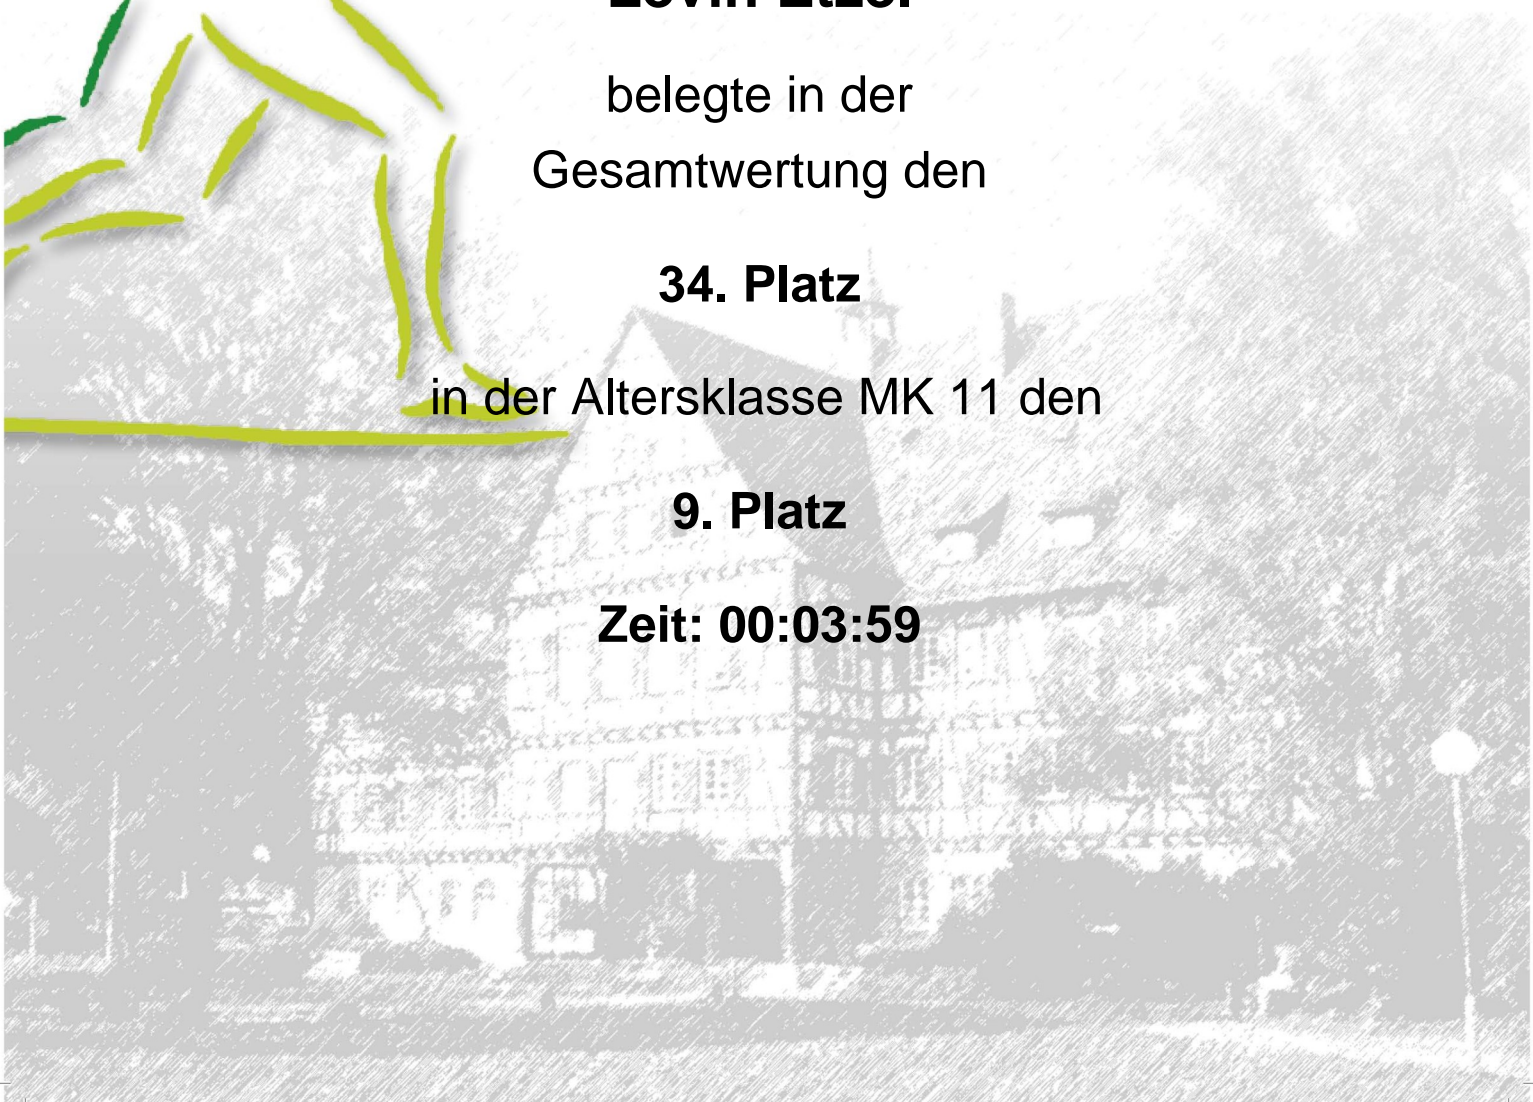 belegte in der
Gesamtwertung den
34. Platz
in der Altersklasse MK 11 den
9. Platz
Zeit: 00:03:59